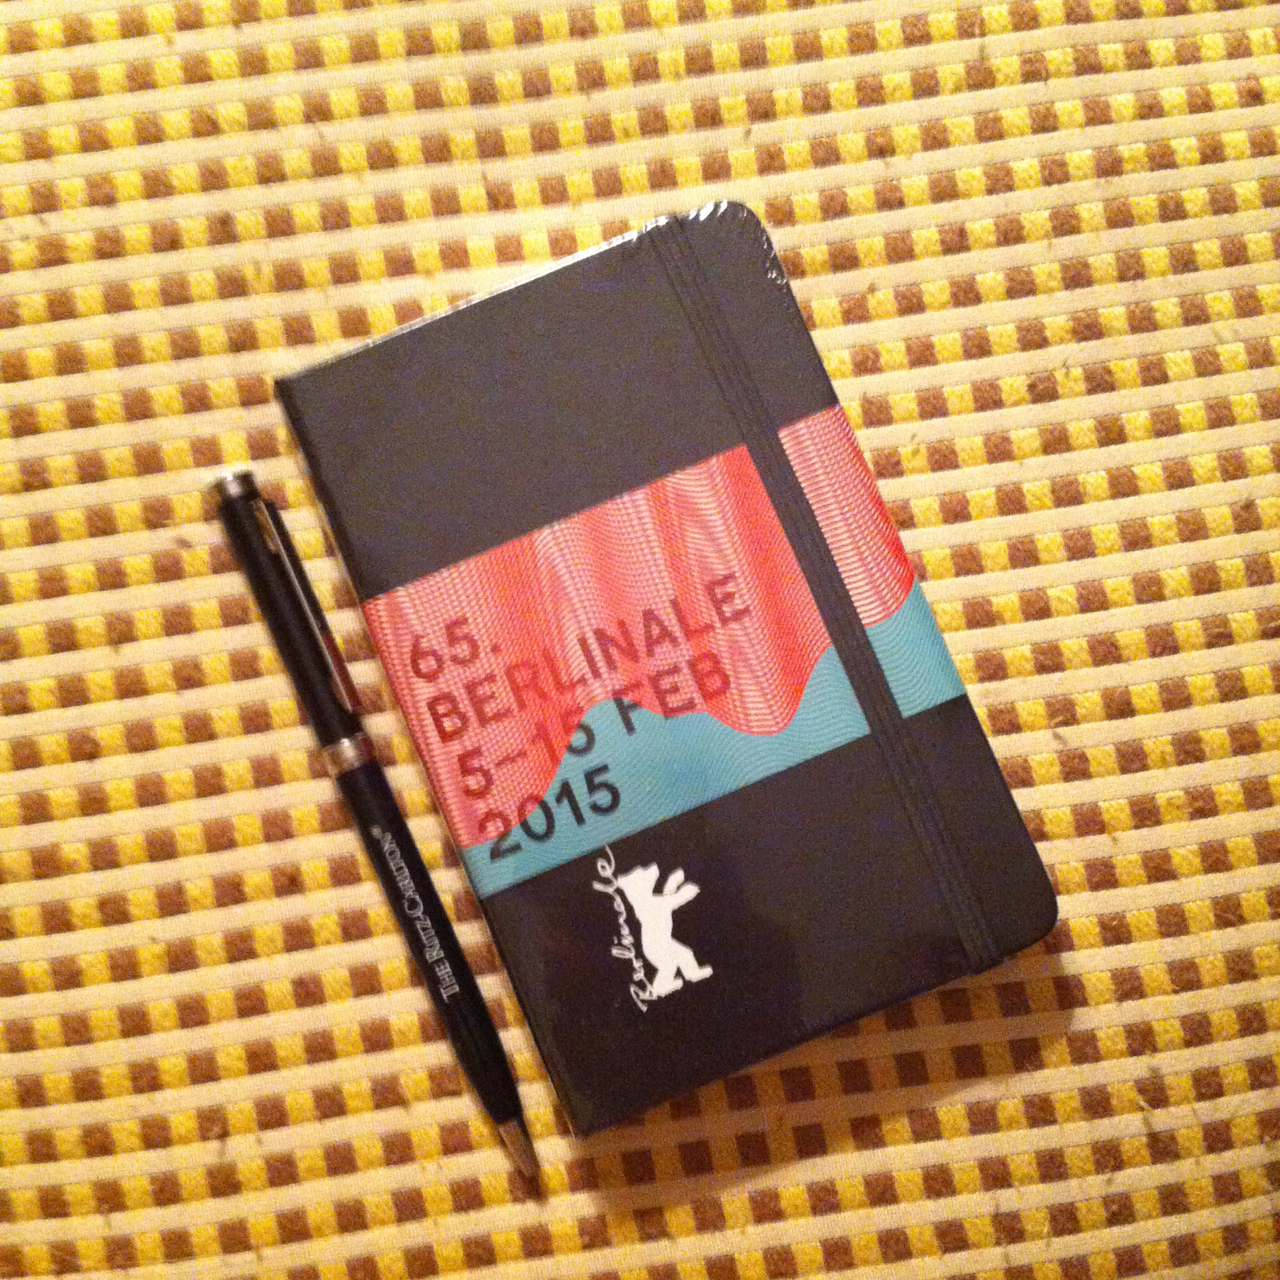 65.
BERLINALE
5–15 FEB
2015
Berlinale
THE RITZ-CARLTON®